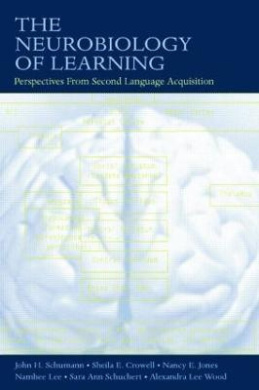 THE
NEUROBIOLOGY
OF LEARNING
Perspectives From Second Language Acquisition
John H. Schumann • Sheila E. Crowell • Nancy E. Jones
Namhee Lee • Sara Ann Schuchert • Alexandra Lee Wood